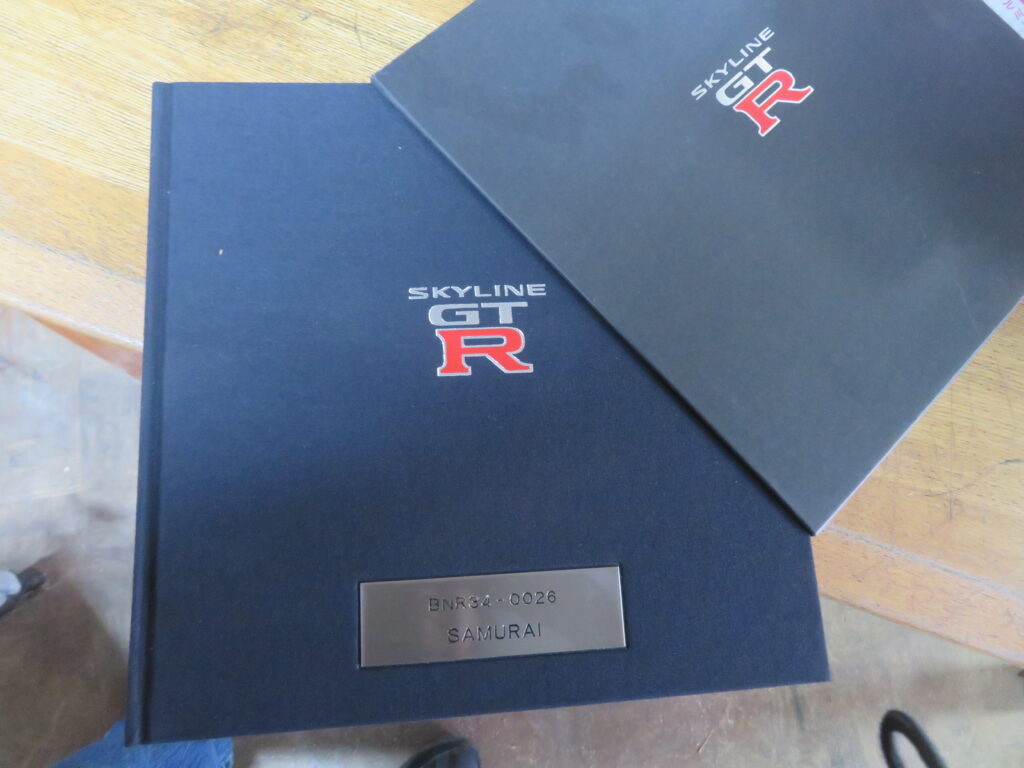 SKYLINE
GT
R
SKYLINE
GT
R
BNR34-0026
SAMURAI